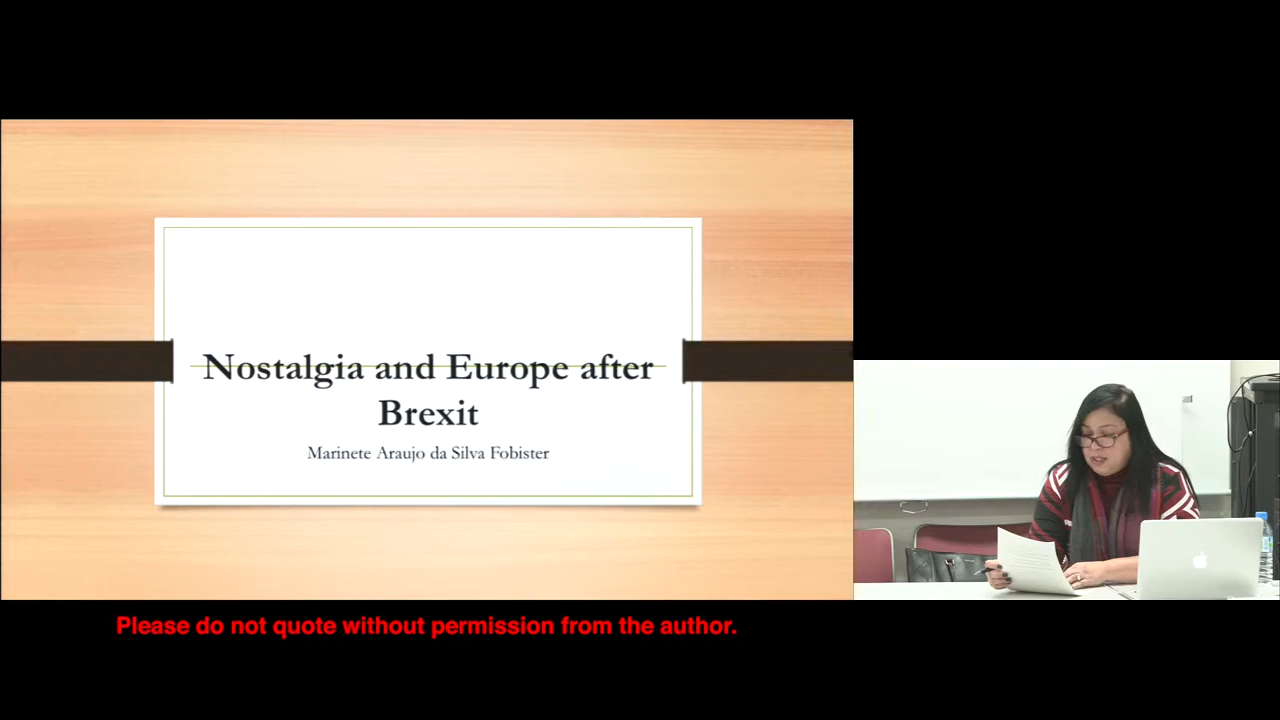 Nostalgia and Europe after
Brexit
Marinete Araujo da Silva Fobister
Please do not quote without permission from the author.